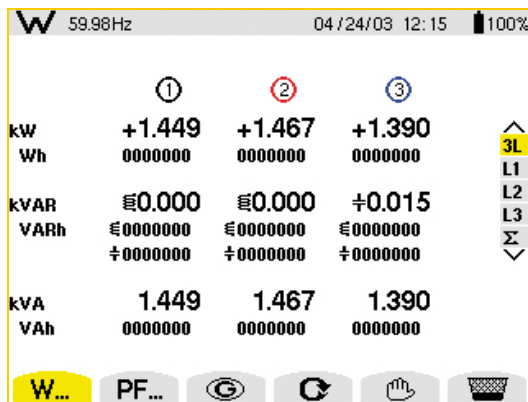 W 59.98Hz 04/24/03 12:15 100%
1 2 3
kW +1.449 +1.467 +1.390
Wh 0000000 0000000 0000000
kVAR 0.000 0.000 0.015
VARh 0000000 0000000 0000000
0000000 0000000 0000000
kVA 1.449 1.467 1.390
VAh 0000000 0000000 0000000
3L
L1
L2
L3
Σ
W... PF... G